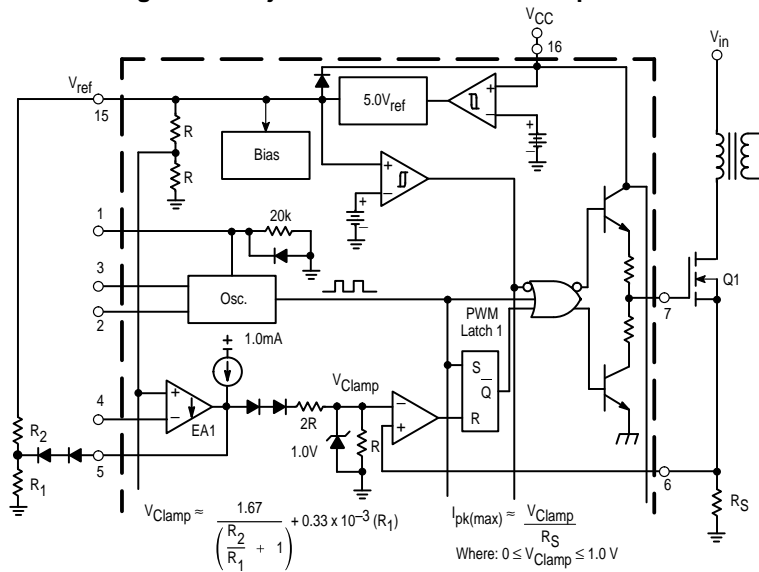 V_CC
16
V_in
V_ref
15
R
5.0V_ref
+
−
Bias
+
−
R
+
−
+
−
1
20k
3
Osc.
2
Q1
7
PWM
Latch 1
+
1.0mA
S
Q̅
R
V_Clamp
4
+
−
EA1
2R
−
+
R_2
1.0V
R
5
6
R_1
R_S
V_Clamp ≈ 1.67 / (R_2/R_1 + 1) + 0.33 x 10^−3 (R_1)
I_pk(max) ≈ V_Clamp / R_S
Where: 0 ≤ V_Clamp ≤ 1.0 V